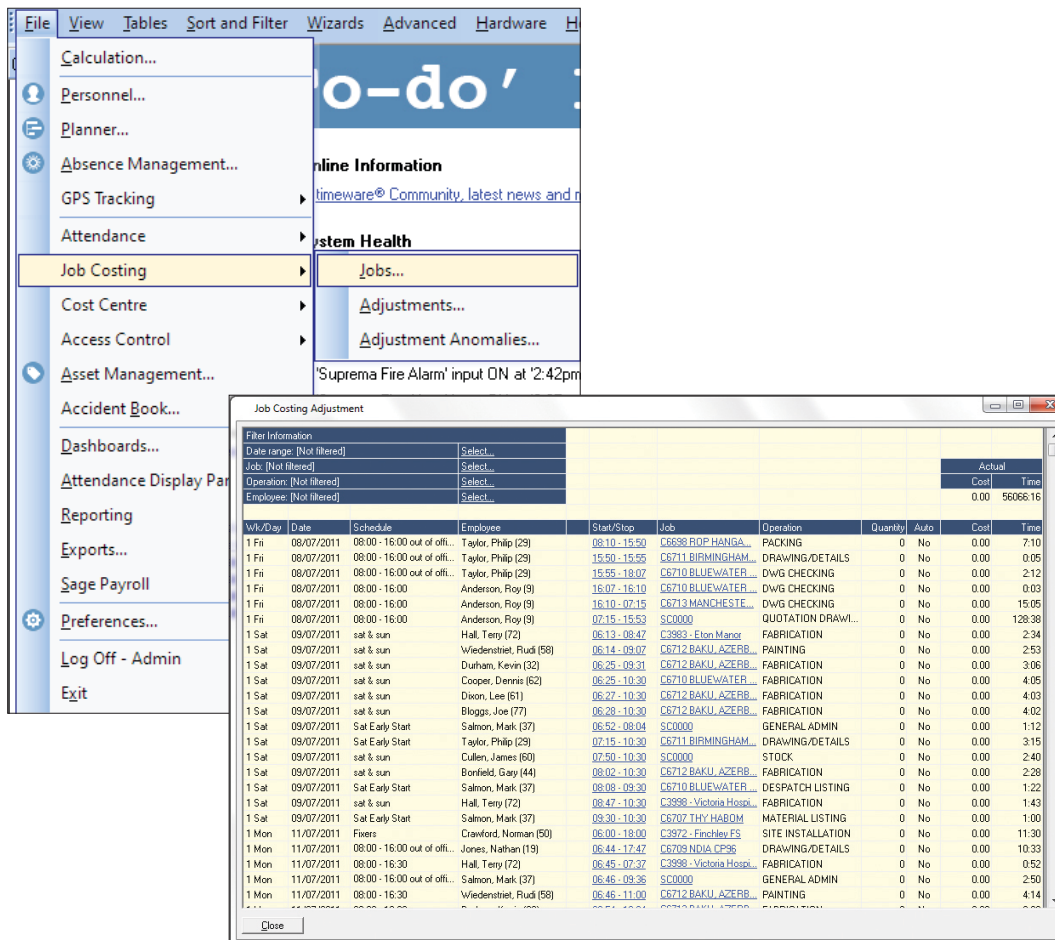 File View Tables Sort and Filter Wizards Advanced Hardware H
Calculation...
Personnel...
Planner...
Absence Management...
GPS Tracking
Attendance
Job Costing
Cost Centre
Access Control
Asset Management...
Accident Book...
Dashboards...
Attendance Display Par
Reporting
Exports...
Sage Payroll
Preferences...
Log Off - Admin
Exit
o-do'
nline Information
timeware® Community, latest news and
ystem Health
Jobs...
Adjustments...
Adjustment Anomalies...
'Suprema Fire Alarm' input ON at '2:42pm
Job Costing Adjustment
Filter Information
Date range: [Not filtered] Select...
Job: [Not filtered] Select... Actual
Operation: [Not filtered] Select... Cost Time
Employee: [Not filtered] Select... 0.00 56066:16
Wk/Day Date Schedule Employee Start/Stop Job Operation Quantity Auto Cost Time
1 Fri 08/07/2011 08:00 - 16:00 out of offi... Taylor, Philip (29) 08:10 - 15:50 C6698 ROP HANGA... PACKING 0 No 0.00 7:10
1 Fri 08/07/2011 08:00 - 16:00 out of offi... Taylor, Philip (29) 15:50 - 15:55 C6711 BIRMINGHAM... DRAWING/DETAILS 0 No 0.00 0:05
1 Fri 08/07/2011 08:00 - 16:00 out of offi... Taylor, Philip (29) 15:55 - 18:07 C6710 BLUEWATER ... DWG CHECKING 0 No 0.00 2:12
1 Fri 08/07/2011 08:00 - 16:00 Anderson, Roy (9) 16:07 - 16:10 C6710 BLUEWATER ... DWG CHECKING 0 No 0.00 0:03
1 Fri 08/07/2011 08:00 - 16:00 Anderson, Roy (9) 16:10 - 07:15 C6713 MANCHESTE... DWG CHECKING 0 No 0.00 15:05
1 Fri 08/07/2011 08:00 - 16:00 Anderson, Roy (9) 07:15 - 15:53 SC0000 QUOTATION DRAWI... 0 No 0.00 128:38
1 Sat 09/07/2011 sat & sun Hall, Terry (72) 06:13 - 08:47 C3983 - Eton Manor FABRICATION 0 No 0.00 2:34
1 Sat 09/07/2011 sat & sun Wiedenstriet, Rudi (58) 06:14 - 09:07 C6712 BAKU, AZERB... PAINTING 0 No 0.00 2:53
1 Sat 09/07/2011 sat & sun Durham, Kevin (32) 06:25 - 09:31 C6712 BAKU, AZERB... FABRICATION 0 No 0.00 3:06
1 Sat 09/07/2011 sat & sun Cooper, Dennis (62) 06:25 - 10:30 C6710 BLUEWATER ... FABRICATION 0 No 0.00 4:05
1 Sat 09/07/2011 sat & sun Dixon, Lee (61) 06:27 - 10:30 C6712 BAKU, AZERB... FABRICATION 0 No 0.00 4:03
1 Sat 09/07/2011 sat & sun Bloggs, Joe (77) 06:28 - 10:30 C6712 BAKU, AZERB... FABRICATION 0 No 0.00 4:02
1 Sat 09/07/2011 Sat Early Start Salmon, Mark (37) 06:52 - 08:04 SC0000 GENERAL ADMIN 0 No 0.00 1:12
1 Sat 09/07/2011 Sat Early Start Taylor, Philip (29) 07:15 - 10:30 C6711 BIRMINGHAM... DRAWING/DETAILS 0 No 0.00 3:15
1 Sat 09/07/2011 sat & sun Cullen, James (60) 07:50 - 10:30 SC0000 STOCK 0 No 0.00 2:40
1 Sat 09/07/2011 sat & sun Bonfield, Gary (44) 08:02 - 10:30 C6712 BAKU, AZERB... FABRICATION 0 No 0.00 2:28
1 Sat 09/07/2011 Sat Early Start Salmon, Mark (37) 08:08 - 09:30 C6710 BLUEWATER ... DESPATCH LISTING 0 No 0.00 1:22
1 Sat 09/07/2011 sat & sun Hall, Terry (72) 08:47 - 10:30 C3998 - Victoria Hospi... FABRICATION 0 No 0.00 1:43
1 Sat 09/07/2011 Sat Early Start Salmon, Mark (37) 09:30 - 10:30 C6707 THY HABOM MATERIAL LISTING 0 No 0.00 1:00
1 Mon 11/07/2011 Fixers Crawford, Norman (50) 06:00 - 18:00 C3972 - Finchley FS SITE INSTALLATION 0 No 0.00 11:30
1 Mon 11/07/2011 08:00 - 16:00 out of offi... Jones, Nathan (19) 06:44 - 17:47 C6709 NDIA CP96 DRAWING/DETAILS 0 No 0.00 10:33
1 Mon 11/07/2011 08:00 - 16:30 Hall, Terry (72) 06:45 - 07:37 C3998 - Victoria Hospi... FABRICATION 0 No 0.00 0:52
1 Mon 11/07/2011 08:00 - 16:00 out of offi... Salmon, Mark (37) 06:46 - 09:36 SC0000 GENERAL ADMIN 0 No 0.00 2:50
1 Mon 11/07/2011 08:00 - 16:30 Wiedenstriet, Rudi (58) 06:46 - 11:00 C6712 BAKU, AZERB... PAINTING 0 No 0.00 4:14
Close